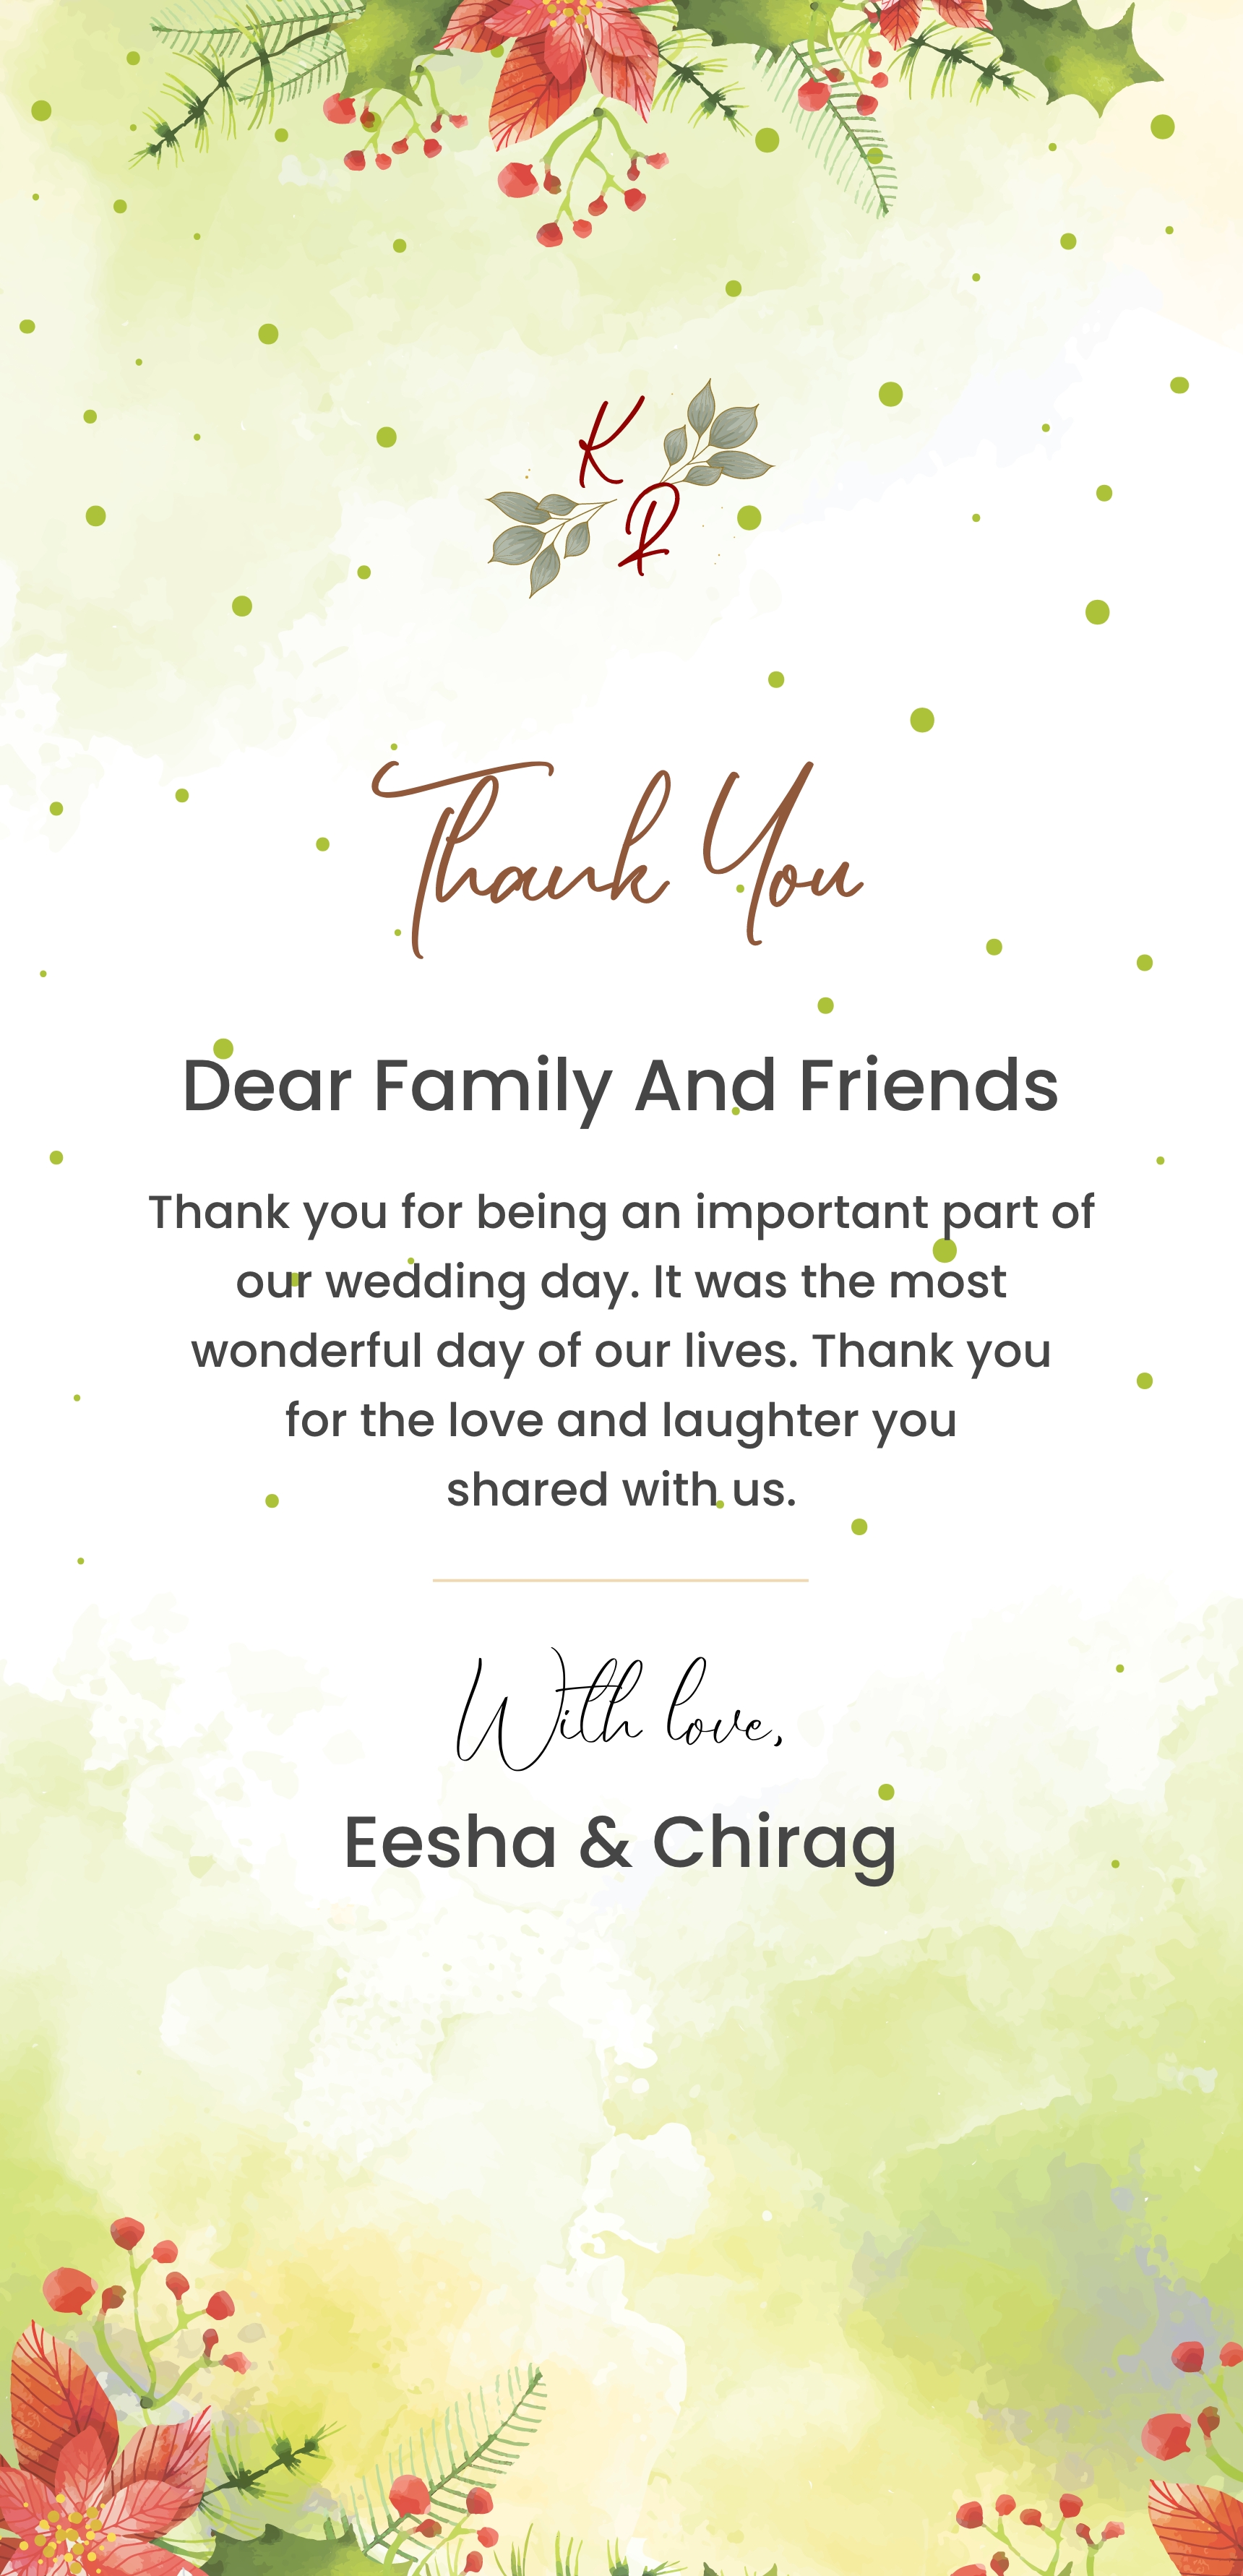 K
R
Thank You
Dear Family And Friends
Thank you for being an important part of
our wedding day. It was the most
wonderful day of our lives. Thank you
for the love and laughter you
shared with us.
With love,
Eesha & Chirag